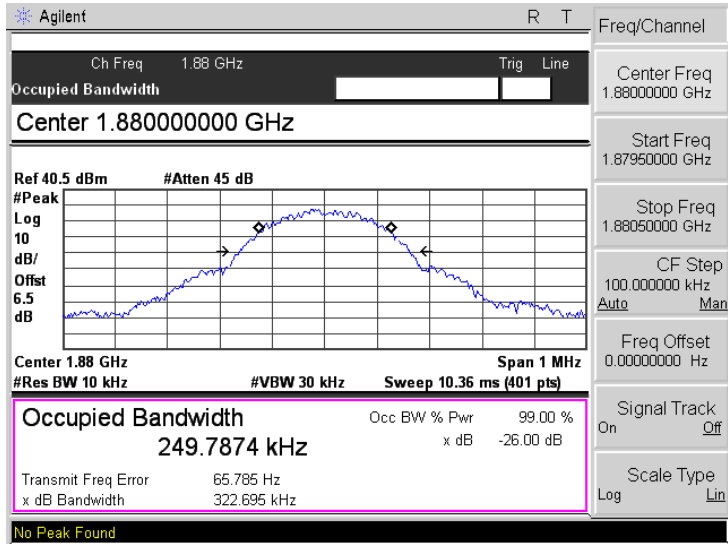 Agilent R T
Ch Freq 1.88 GHz Trig Line
Occupied Bandwidth
Center 1.880000000 GHz
Ref 40.5 dBm #Atten 45 dB
#Peak
Log
10
dB/
Offst
6.5
dB
Center 1.88 GHz Span 1 MHz
#Res BW 10 kHz #VBW 30 kHz Sweep 10.36 ms (401 pts)
Occupied Bandwidth Occ BW % Pwr 99.00 %
249.7874 kHz x dB -26.00 dB
Transmit Freq Error 65.785 Hz
x dB Bandwidth 322.695 kHz
No Peak Found
Freq/Channel
Center Freq
1.88000000 GHz
Start Freq
1.87950000 GHz
Stop Freq
1.88050000 GHz
CF Step
100.000000 kHz
Auto Man
Freq Offset
0.00000000 Hz
Signal Track
On Off
Scale Type
Log Lin